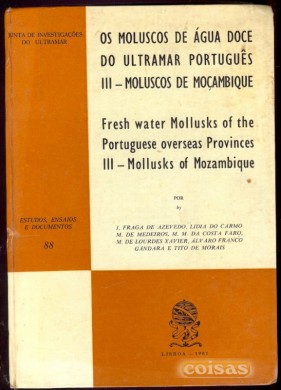 JUNTA DE INVESTIGAÇÕES
DO ULTRAMAR
OS MOLUSCOS DE ÁGUA DOCE
DO ULTRAMAR PORTUGUÊS
III – MOLUSCOS DE MOÇAMBIQUE
Fresh water Mollusks of the
Portuguese overseas Provinces
III – Mollusks of Mozambique
POR
by
J. FRAGA DE AZEVEDO, LÍDIA DO CARMO
M. DE MEDEIROS, M. M. DA COSTA FARO,
M. DE LOURDES XAVIER, ÁLVARO FRANCO
GÂNDARA E TITO DE MORAIS
ESTUDOS, ENSAIOS
E DOCUMENTOS
88
LISBOA – 1961
coisas